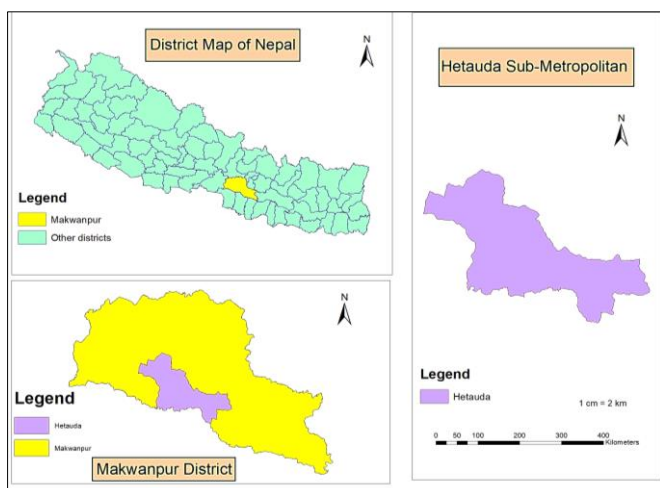 District Map of Nepal
N
Legend
Makwanpur
Other districts
N
Legend
Hetauda
Makwanpur
Makwanpur District
Hetauda Sub-Metropolitan
N
Legend
Hetauda
1 cm = 2 km
0 50 100 200 300 400
Kilometers